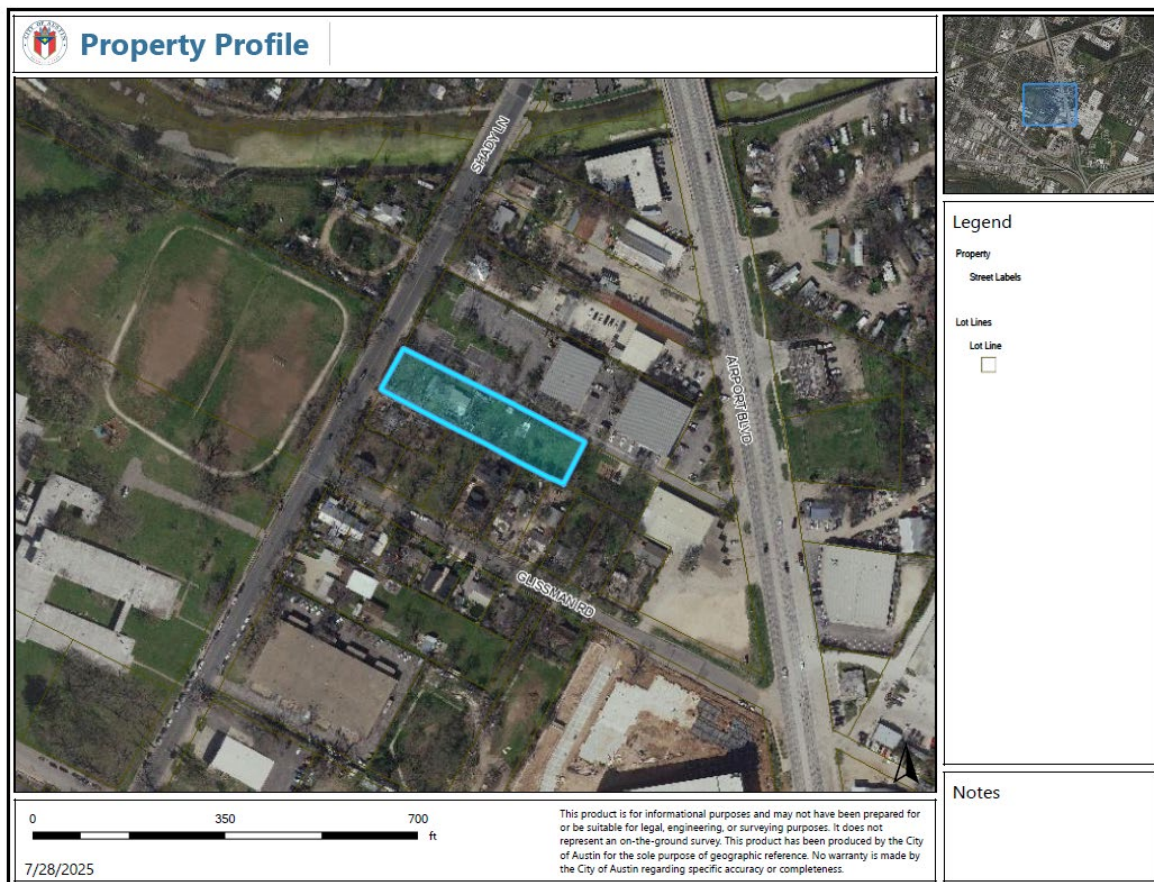 CITY OF AUSTIN
Property Profile
SHADY LN
AIRPORT BLVD
GLISSMAN RD
Legend
Property
Street Labels
Lot Lines
Lot Line
Notes
0 350 700
ft
7/28/2025
This product is for informational purposes and may not have been prepared for
or be suitable for legal, engineering, or surveying purposes. It does not
represent an on-the-ground survey. This product has been produced by the City
of Austin for the sole purpose of geographic reference. No warranty is made by
the City of Austin regarding specific accuracy or completeness.